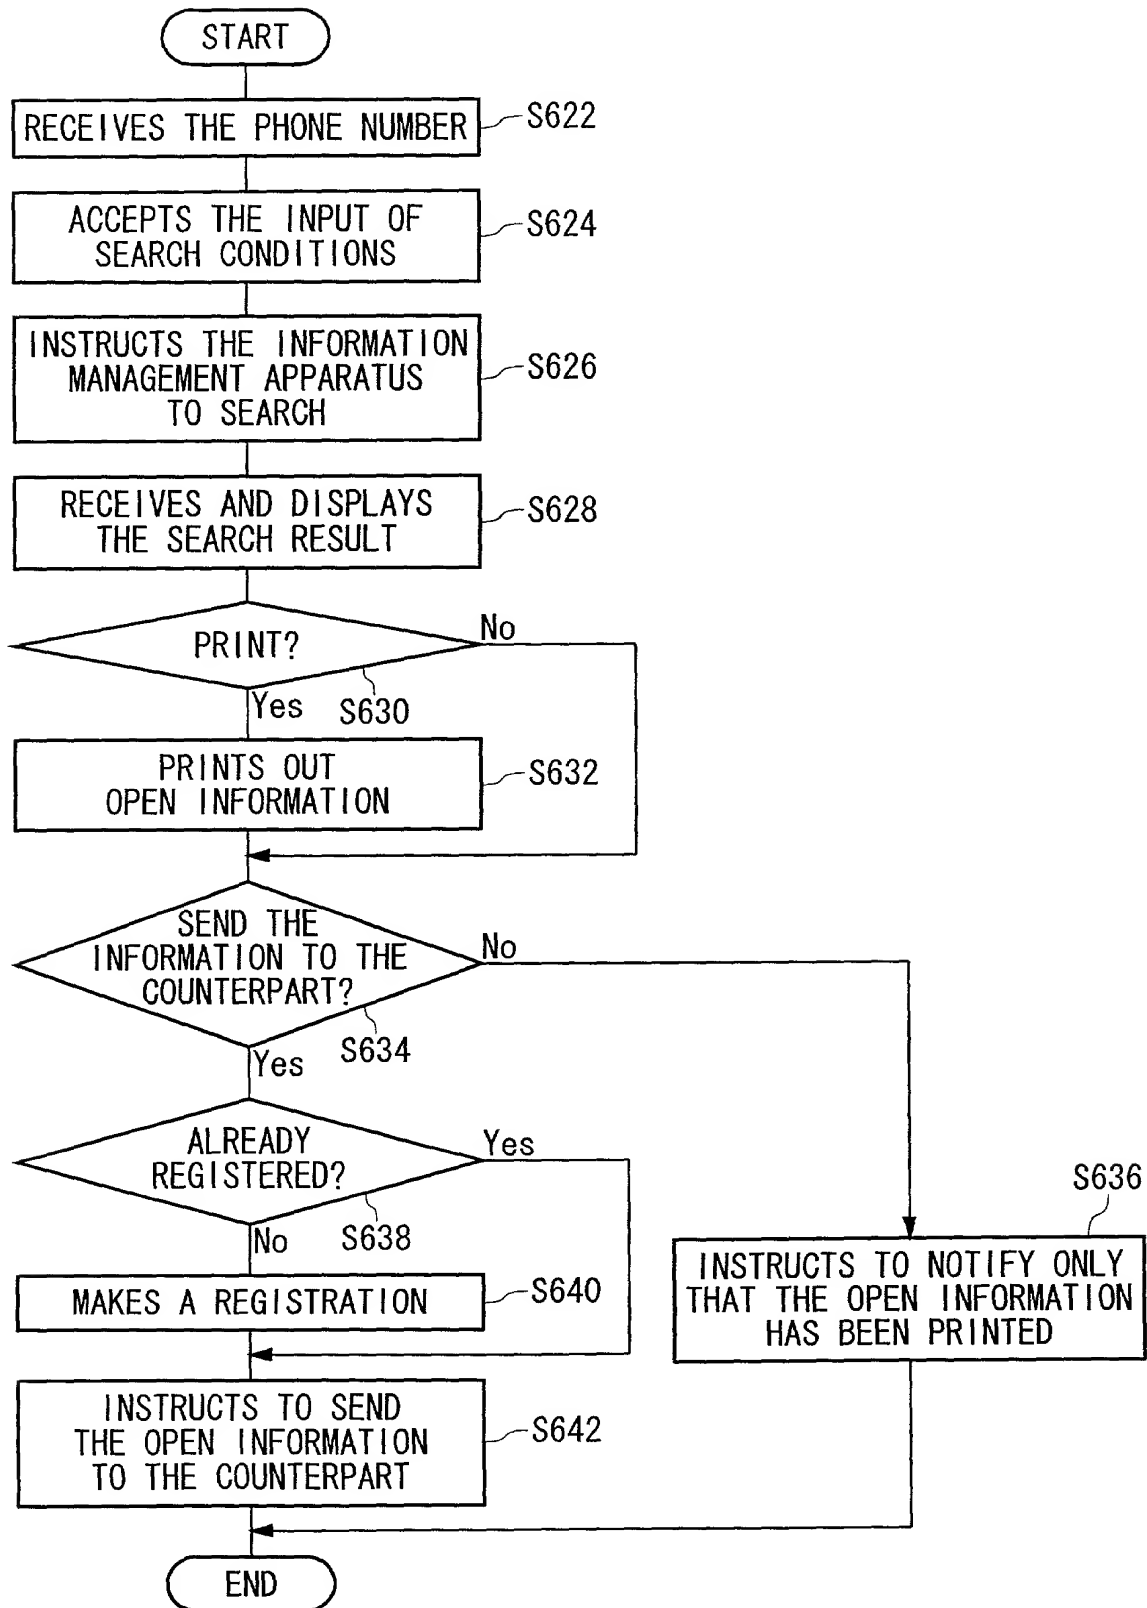 START
RECEIVES THE PHONE NUMBER
S622
ACCEPTS THE INPUT OF
SEARCH CONDITIONS
S624
INSTRUCTS THE INFORMATION
MANAGEMENT APPARATUS
TO SEARCH
S626
RECEIVES AND DISPLAYS
THE SEARCH RESULT
S628
PRINT?
No
Yes
S630
PRINTS OUT
OPEN INFORMATION
S632
SEND THE
INFORMATION TO THE
COUNTERPART?
No
Yes
S634
ALREADY
REGISTERED?
Yes
No
S638
S636
INSTRUCTS TO NOTIFY ONLY
THAT THE OPEN INFORMATION
HAS BEEN PRINTED
MAKES A REGISTRATION
S640
INSTRUCTS TO SEND
THE OPEN INFORMATION
TO THE COUNTERPART
S642
END